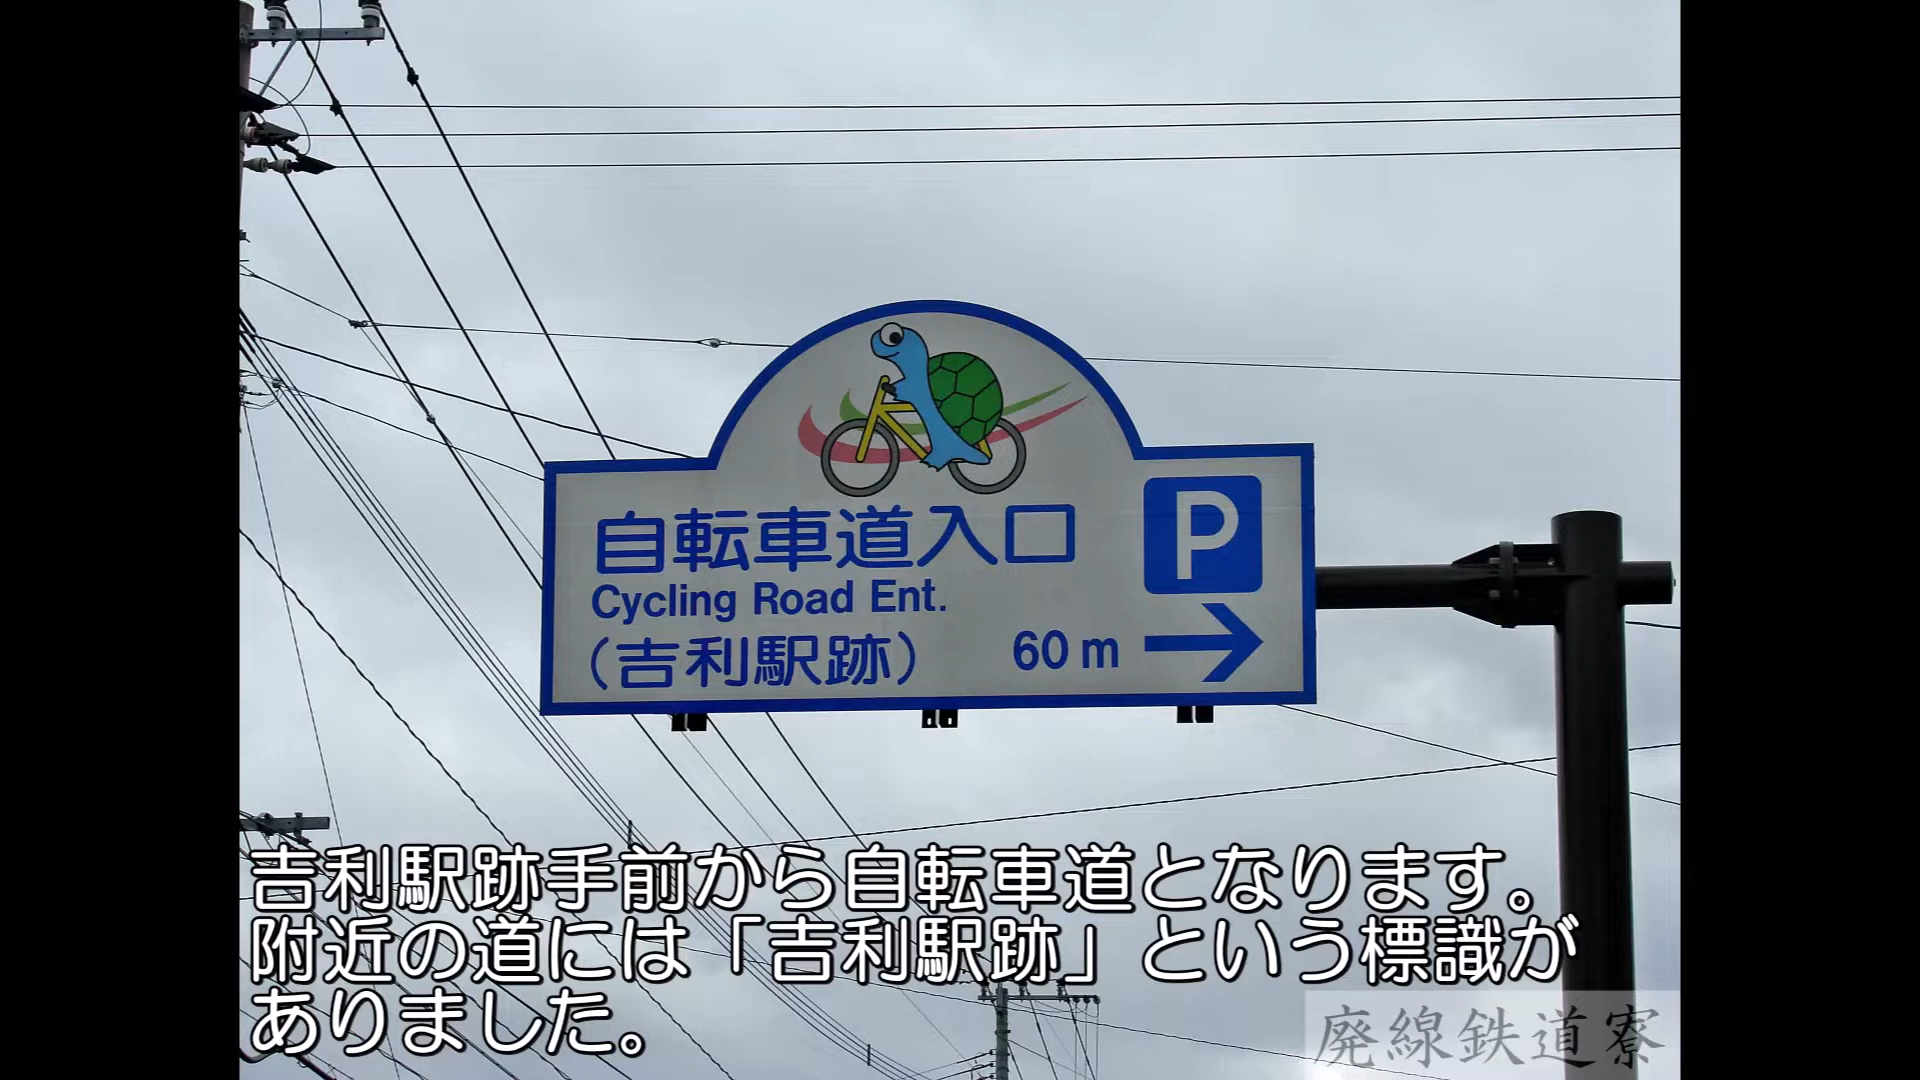 自転車道入口
P
Cycling Road Ent.
(吉利駅跡)
60m
吉利駅跡手前から自転車道となります。
附近の道には「吉利駅跡」という標識が
ありました。
廃線鉄道寮